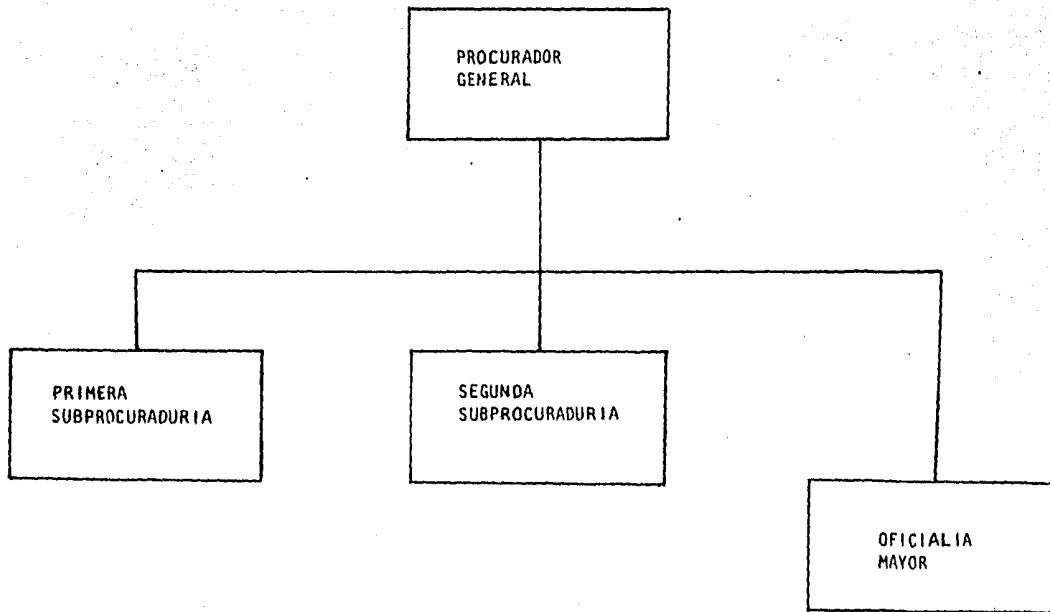 PROCURADOR
GENERAL
PRIMERA
SUBPROCURADURIA
SEGUNDA
SUBPROCURADURIA
OFICIALIA
MAYOR